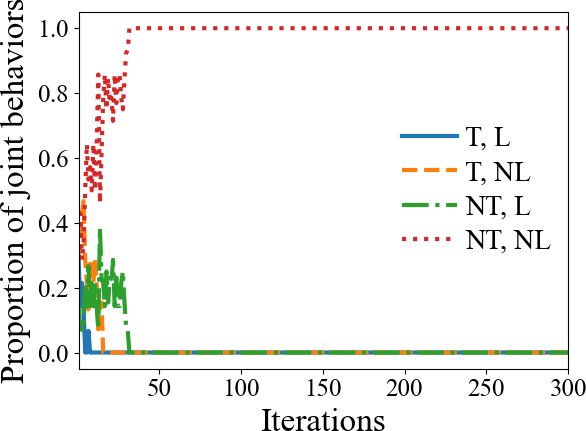 Proportion of joint behaviors
1.0
0.8
0.6
0.4
0.2
0.0
T, L
T, NL
NT, L
NT, NL
50 100 150 200 250 300
Iterations